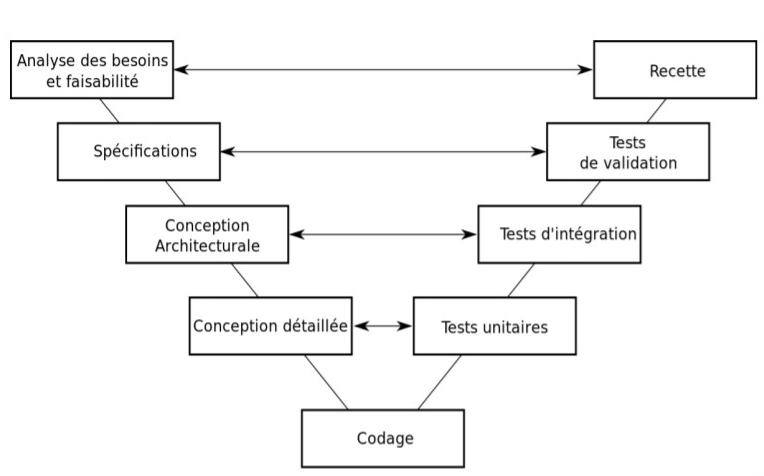 Analyse des besoins
et faisabilité
Recette
Spécifications
Tests
de validation
Conception
Architecturale
Tests d'intégration
Conception détaillée
Tests unitaires
Codage